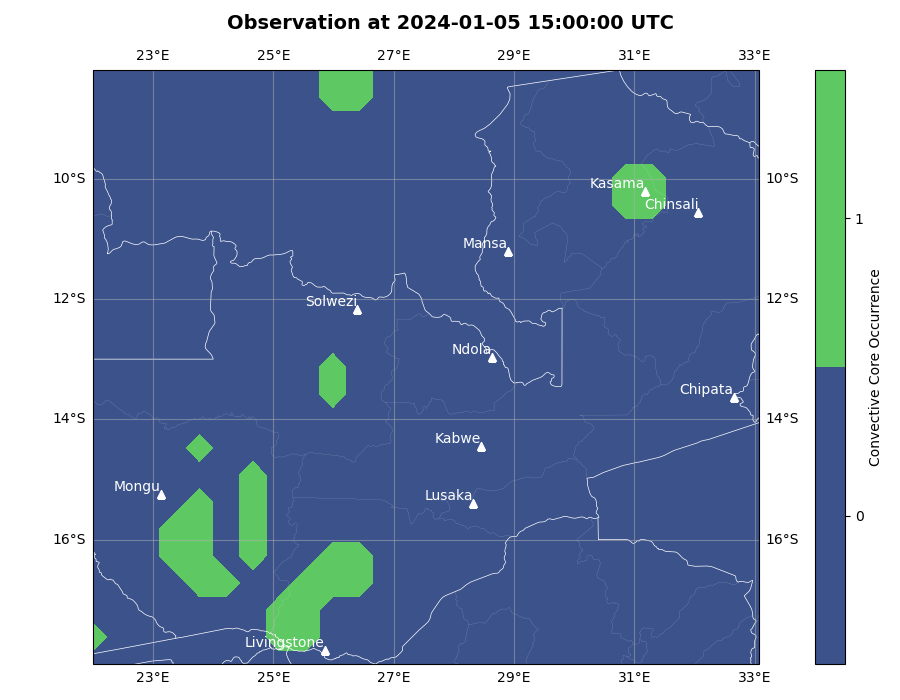 Observation at 2024-01-05 15:00:00 UTC
23°E 25°E 27°E 29°E 31°E 33°E
10°S 10°S
12°S 12°S
14°S 14°S
16°S 16°S
Kasama
Chinsali
Mansa
Solwezi
Ndola
Chipata
Kabwe
Mongu
Lusaka
Livingstone
23°E 25°E 27°E 29°E 31°E 33°E
1
0
Convective Core Occurrence